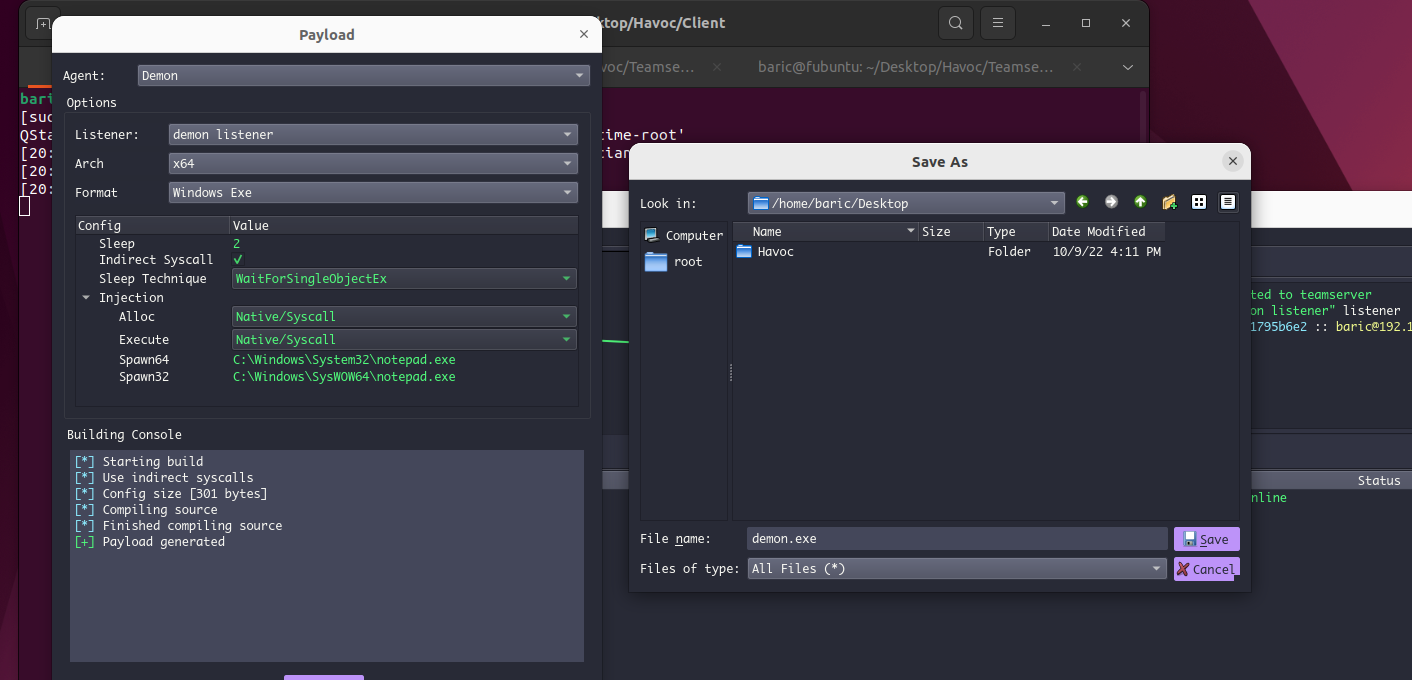 ktop/Havoc/Client
Payload
voc/Teamse...
baric@fubuntu: ~/Desktop/Havoc/Teamse...
Agent:
Demon
Options
bari
[sud
QSta
ime-root'
[20:
tian
[20:
[20:
Listener:
demon listener
Arch
x64
Format
Windows Exe
Config
Value
Sleep
2
Indirect Syscall
✓
Sleep Technique
WaitForSingleObjectEx
Injection
Alloc
Native/Syscall
Execute
Native/Syscall
Spawn64
C:\Windows\System32\notepad.exe
Spawn32
C:\Windows\SysWOW64\notepad.exe
Building Console
[*] Starting build
[*] Use indirect syscalls
[*] Config size [301 bytes]
[*] Compiling source
[*] Finished compiling source
[+] Payload generated
Save As
Look in:
/home/baric/Desktop
Computer
root
Name
Size
Type
Date Modified
Havoc
Folder
10/9/22 4:11 PM
File name:
demon.exe
Save
Files of type:
All Files (*)
Cancel
ted to teamserver
on listener" listener
1795b6e2 :: baric@192.1
Status
nline